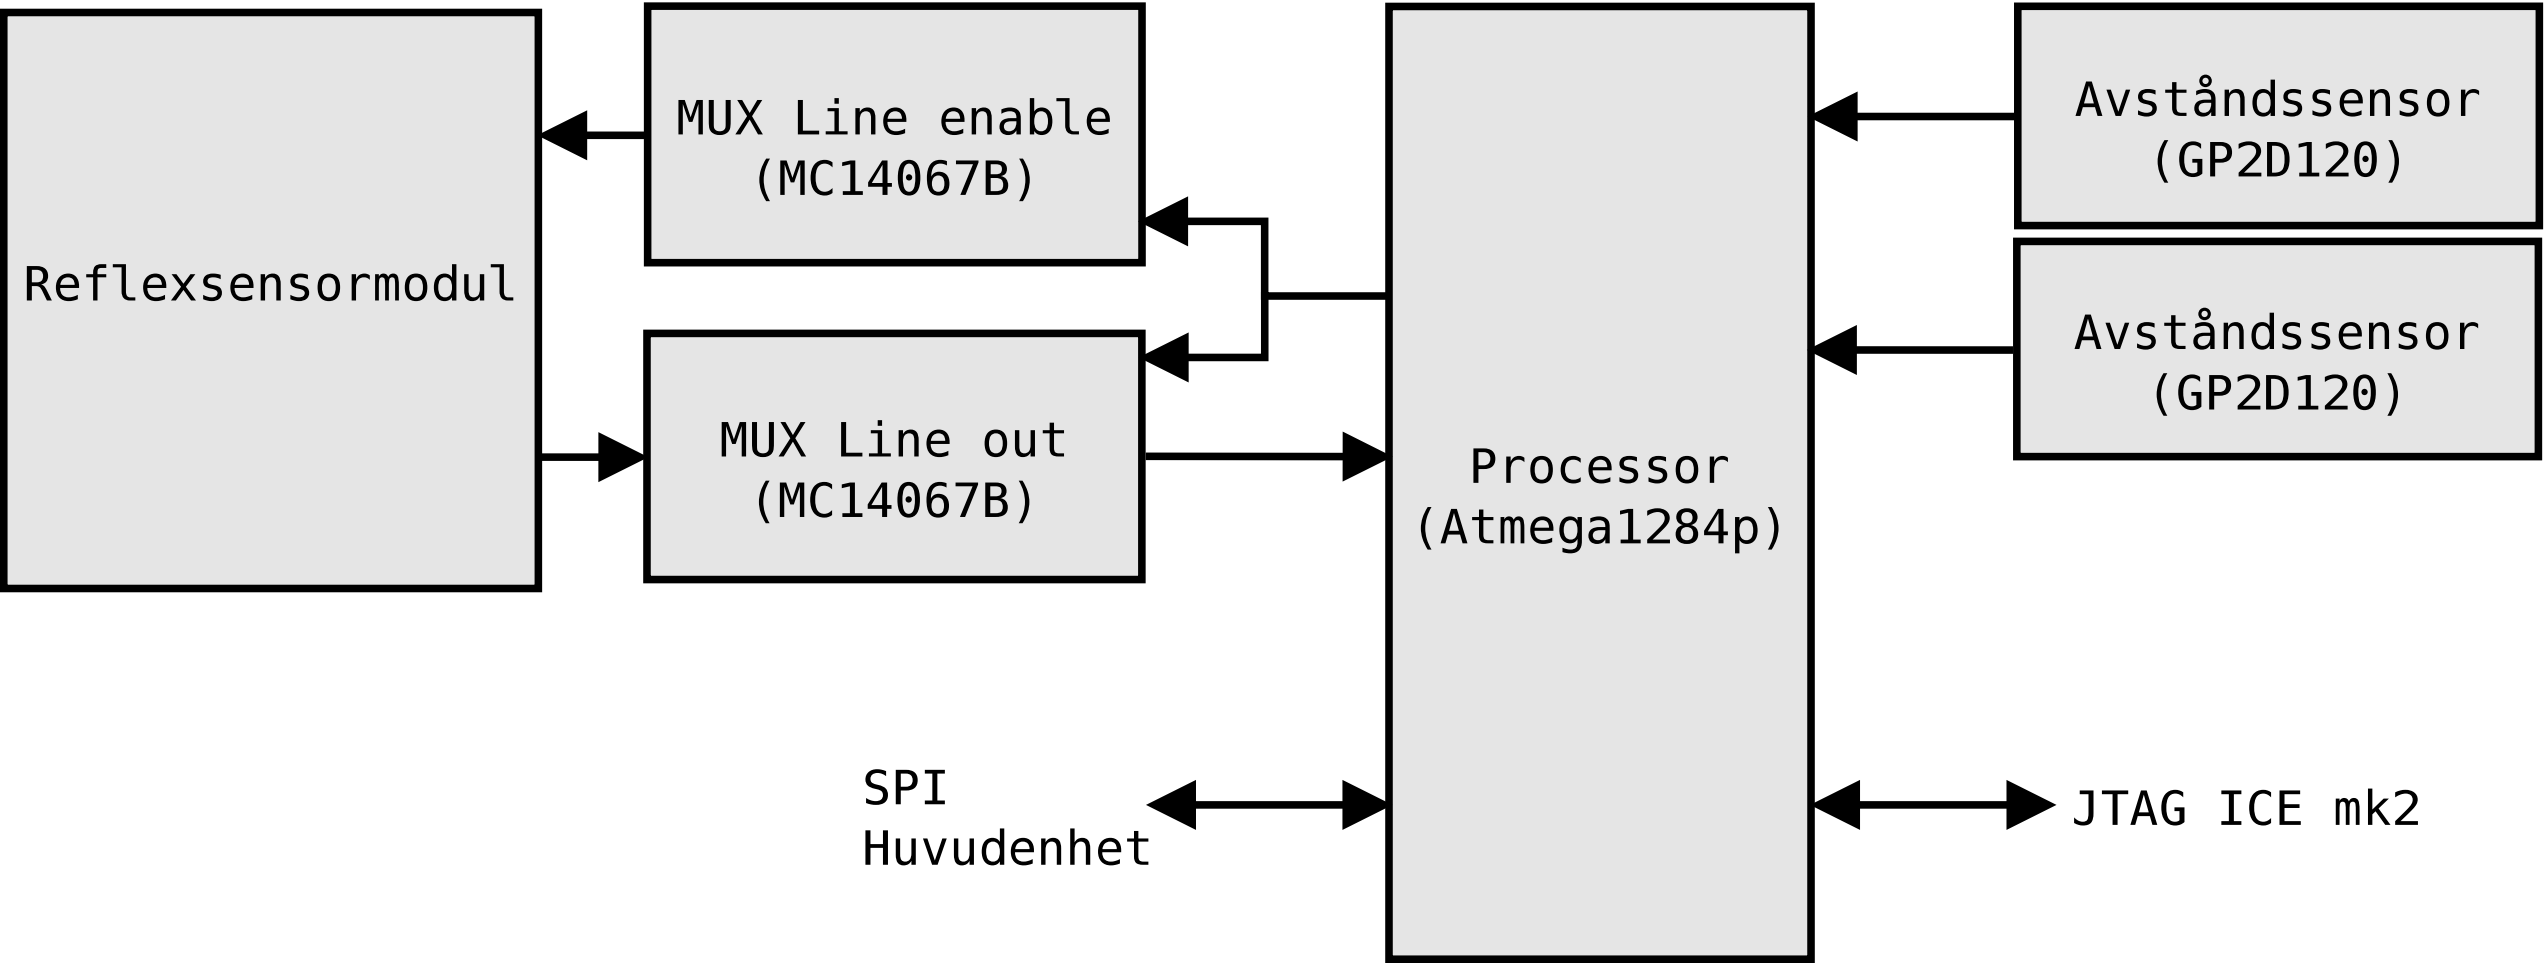 Reflexsensormodul
MUX Line enable
(MC14067B)
MUX Line out
(MC14067B)
SPI
Huvudenhet
Processor
(Atmega1284p)
Avståndssensor
(GP2D120)
Avståndssensor
(GP2D120)
JTAG ICE mk2